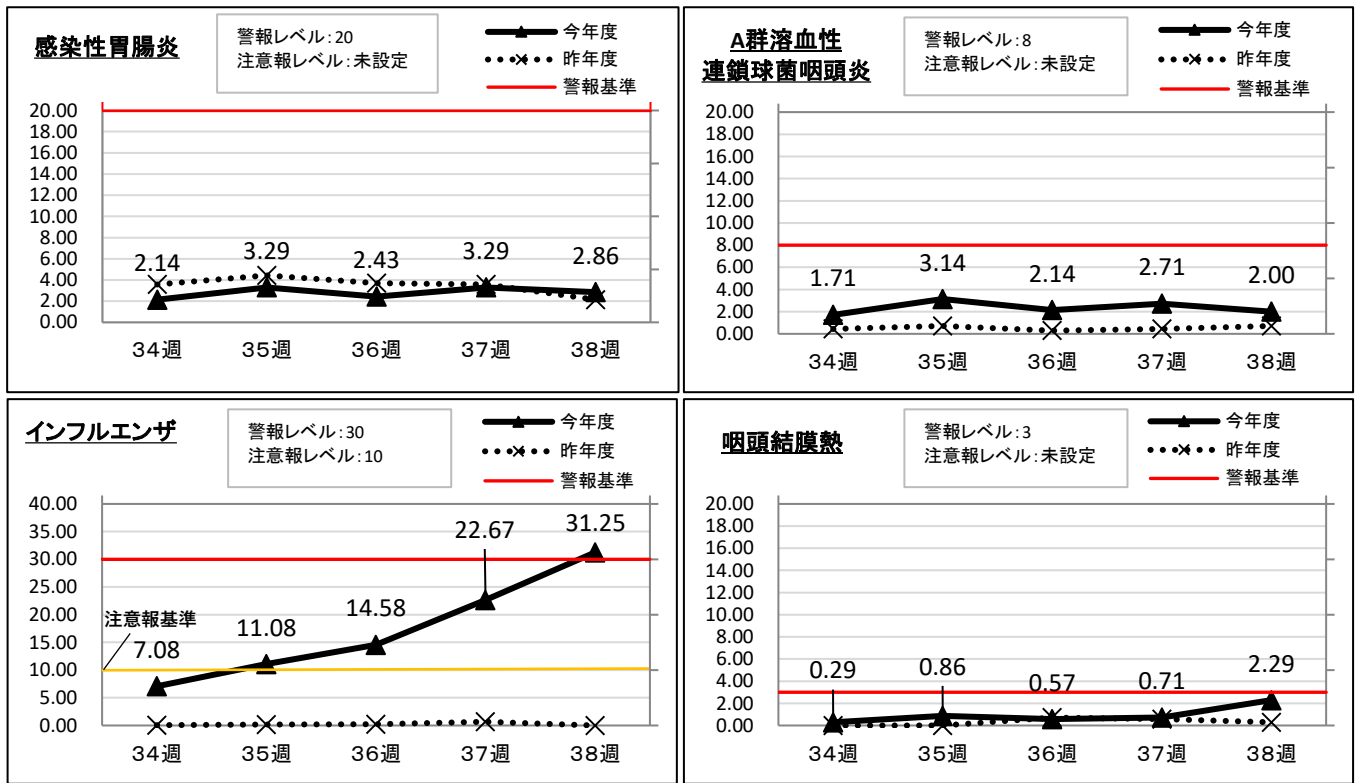 感染性胃腸炎
警報レベル：20
注意報レベル：未設定
今年度
昨年度
警報基準
20.00
18.00
16.00
14.00
12.00
10.00
8.00
6.00
4.00
2.00
0.00
2.14
3.29
2.43
3.29
2.86
34週
35週
36週
37週
38週
A群溶血性
連鎖球菌咽頭炎
警報レベル：8
注意報レベル：未設定
今年度
昨年度
警報基準
20.00
18.00
16.00
14.00
12.00
10.00
8.00
6.00
4.00
2.00
0.00
1.71
3.14
2.14
2.71
2.00
34週
35週
36週
37週
38週
インフルエンザ
警報レベル：30
注意報レベル：10
今年度
昨年度
警報基準
40.00
35.00
30.00
25.00
20.00
15.00
10.00
5.00
0.00
注意報基準
7.08
11.08
14.58
22.67
31.25
34週
35週
36週
37週
38週
咽頭結膜熱
警報レベル：3
注意報レベル：未設定
今年度
昨年度
警報基準
20.00
18.00
16.00
14.00
12.00
10.00
8.00
6.00
4.00
2.00
0.00
0.29
0.86
0.57
0.71
2.29
34週
35週
36週
37週
38週